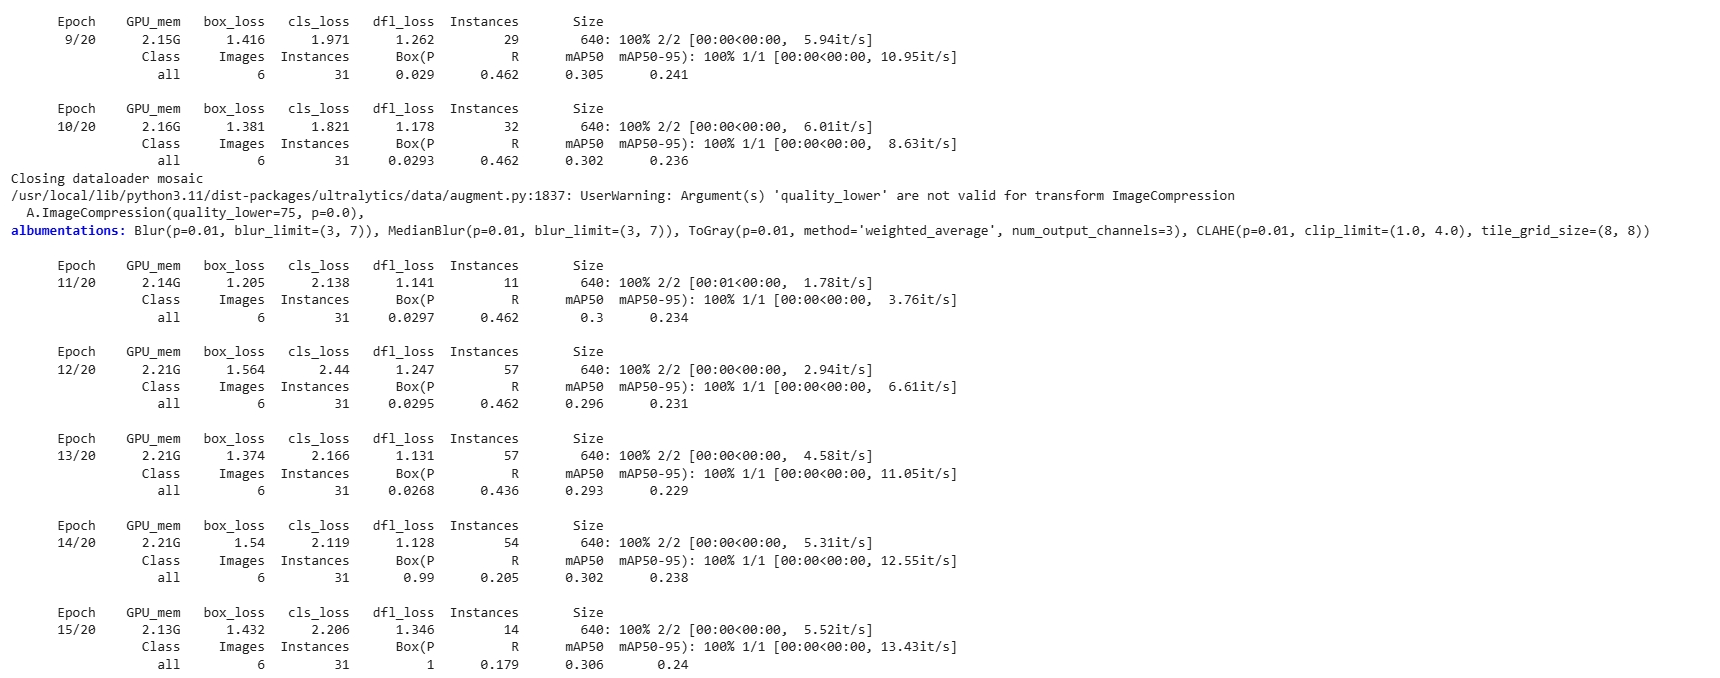 Epoch GPU_mem box_loss cls_loss dfl_loss Instances Size
9/20 2.15G 1.416 1.971 1.262 29 640: 100% 2/2 [00:00<00:00, 5.94it/s]
Class Images Instances Box(P R mAP50 mAP50-95): 100% 1/1 [00:00<00:00, 10.95it/s]
all 6 31 0.029 0.462 0.305 0.241
Epoch GPU_mem box_loss cls_loss dfl_loss Instances Size
10/20 2.16G 1.381 1.821 1.178 32 640: 100% 2/2 [00:00<00:00, 6.01it/s]
Class Images Instances Box(P R mAP50 mAP50-95): 100% 1/1 [00:00<00:00, 8.63it/s]
all 6 31 0.0293 0.462 0.302 0.236
Closing dataloader mosaic
/usr/local/lib/python3.11/dist-packages/ultralytics/data/augment.py:1837: UserWarning: Argument(s) 'quality_lower' are not valid for transform ImageCompression
A.ImageCompression(quality_lower=75, p=0.0),
albumentations: Blur(p=0.01, blur_limit=(3, 7)), MedianBlur(p=0.01, blur_limit=(3, 7)), ToGray(p=0.01, method='weighted_average', num_output_channels=3), CLAHE(p=0.01, clip_limit=(1.0, 4.0), tile_grid_size=(8, 8))
Epoch GPU_mem box_loss cls_loss dfl_loss Instances Size
11/20 2.14G 1.205 2.138 1.141 11 640: 100% 2/2 [00:01<00:00, 1.78it/s]
Class Images Instances Box(P R mAP50 mAP50-95): 100% 1/1 [00:00<00:00, 3.76it/s]
all 6 31 0.0297 0.462 0.3 0.234
Epoch GPU_mem box_loss cls_loss dfl_loss Instances Size
12/20 2.21G 1.564 2.44 1.247 57 640: 100% 2/2 [00:00<00:00, 2.94it/s]
Class Images Instances Box(P R mAP50 mAP50-95): 100% 1/1 [00:00<00:00, 6.61it/s]
all 6 31 0.0295 0.462 0.296 0.231
Epoch GPU_mem box_loss cls_loss dfl_loss Instances Size
13/20 2.21G 1.374 2.166 1.131 57 640: 100% 2/2 [00:00<00:00, 4.58it/s]
Class Images Instances Box(P R mAP50 mAP50-95): 100% 1/1 [00:00<00:00, 11.05it/s]
all 6 31 0.0268 0.436 0.293 0.229
Epoch GPU_mem box_loss cls_loss dfl_loss Instances Size
14/20 2.21G 1.54 2.119 1.128 54 640: 100% 2/2 [00:00<00:00, 5.31it/s]
Class Images Instances Box(P R mAP50 mAP50-95): 100% 1/1 [00:00<00:00, 12.55it/s]
all 6 31 0.99 0.205 0.302 0.238
Epoch GPU_mem box_loss cls_loss dfl_loss Instances Size
15/20 2.13G 1.432 2.206 1.346 14 640: 100% 2/2 [00:00<00:00, 5.52it/s]
Class Images Instances Box(P R mAP50 mAP50-95): 100% 1/1 [00:00<00:00, 13.43it/s]
all 6 31 1 0.179 0.306 0.24